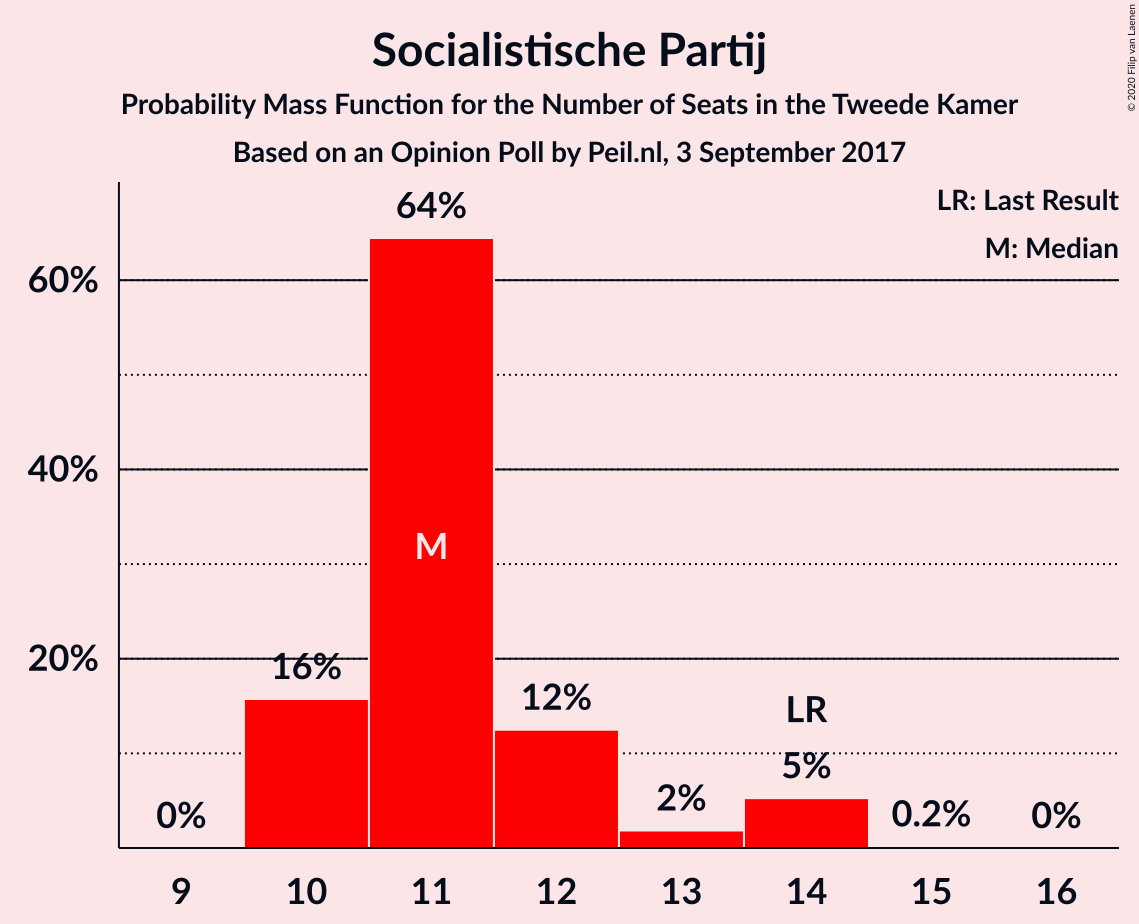 Socialistische Partij
Probability Mass Function for the Number of Seats in the Tweede Kamer
Based on an Opinion Poll by Peil.nl, 3 September 2017
© 2020 Filip van Laenen
LR: Last Result
M: Median
60%
40%
20%
0%
16%
64%
M
12%
2%
LR
5%
0.2%
0%
9 10 11 12 13 14 15 16